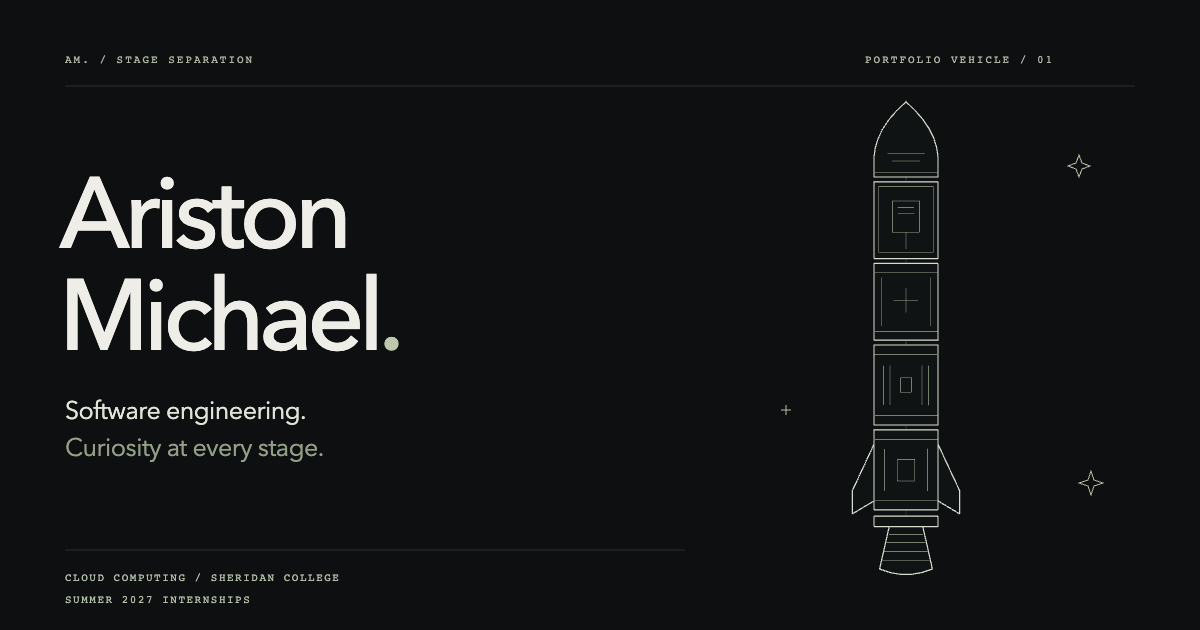 AM. / STAGE SEPARATION
PORTFOLIO VEHICLE / 01
Ariston
Michael.
Software engineering.
Curiosity at every stage.
CLOUD COMPUTING / SHERIDAN COLLEGE
SUMMER 2027 INTERNSHIPS